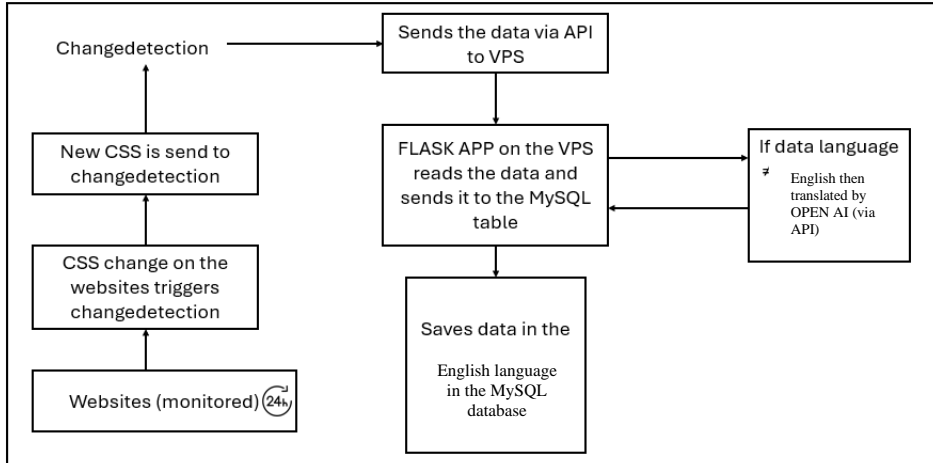 Changedetection
Sends the data via API
to VPS
New CSS is send to
changedetection
FLASK APP on the VPS
reads the data and
sends it to the MySQL
table
If data language
≠ English then
translated by
OPEN AI (via
API)
CSS change on the
websites triggers
changedetection
Saves data in the
English language
in the MySQL
database
Websites (monitored) 24h